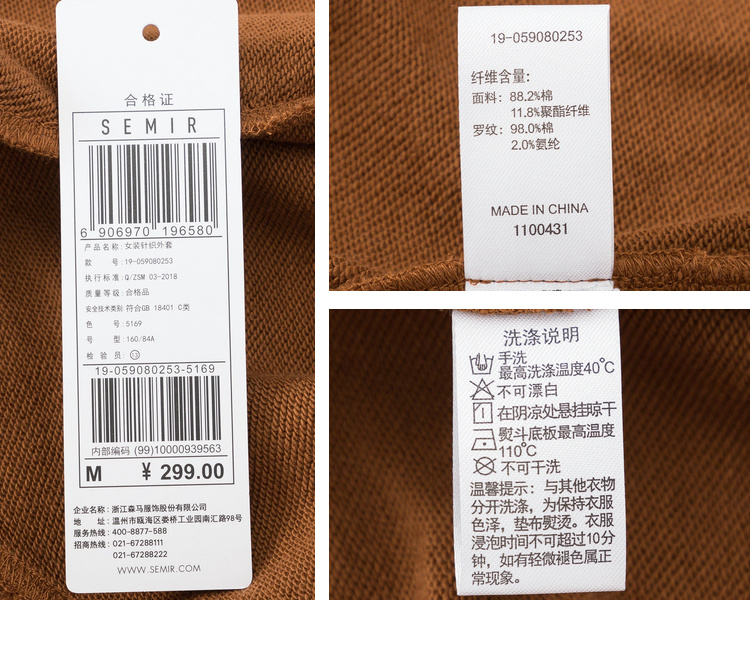 合格证
SEMIR
6 906970 196580
产品名称:女装针织外套
款 号:19-059080253
执行标准:Q/ZSM 03-2018
质量等级:合格品
安全技术类别:符合GB 18401 C类
色 号:5169
号 型:160/84A
检 验 员:⑬
19-059080253-5169
内部编码 (99)10000939563
M ¥ 299.00
企业名称:浙江森马服饰股份有限公司
地 址:温州市瓯海区娄桥工业园南汇路98号
服务热线:400-8877-588
招商热线:021-67288111
021-67288222
WWW.SEMIR.COM
19-059080253
纤维含量:
面料:88.2%棉
11.8%聚酯纤维
罗纹:98.0%棉
2.0%氨纶
MADE IN CHINA
1100431
洗涤说明
手洗
最高洗涤温度40℃
不可漂白
在阴凉处悬挂晾干
熨斗底板最高温度
110℃
不可干洗
温馨提示:与其他衣物
分开洗涤,为保持衣服
色泽,垫布熨烫。衣服
浸泡时间不可超过10分
钟,如有轻微褪色属正
常现象。